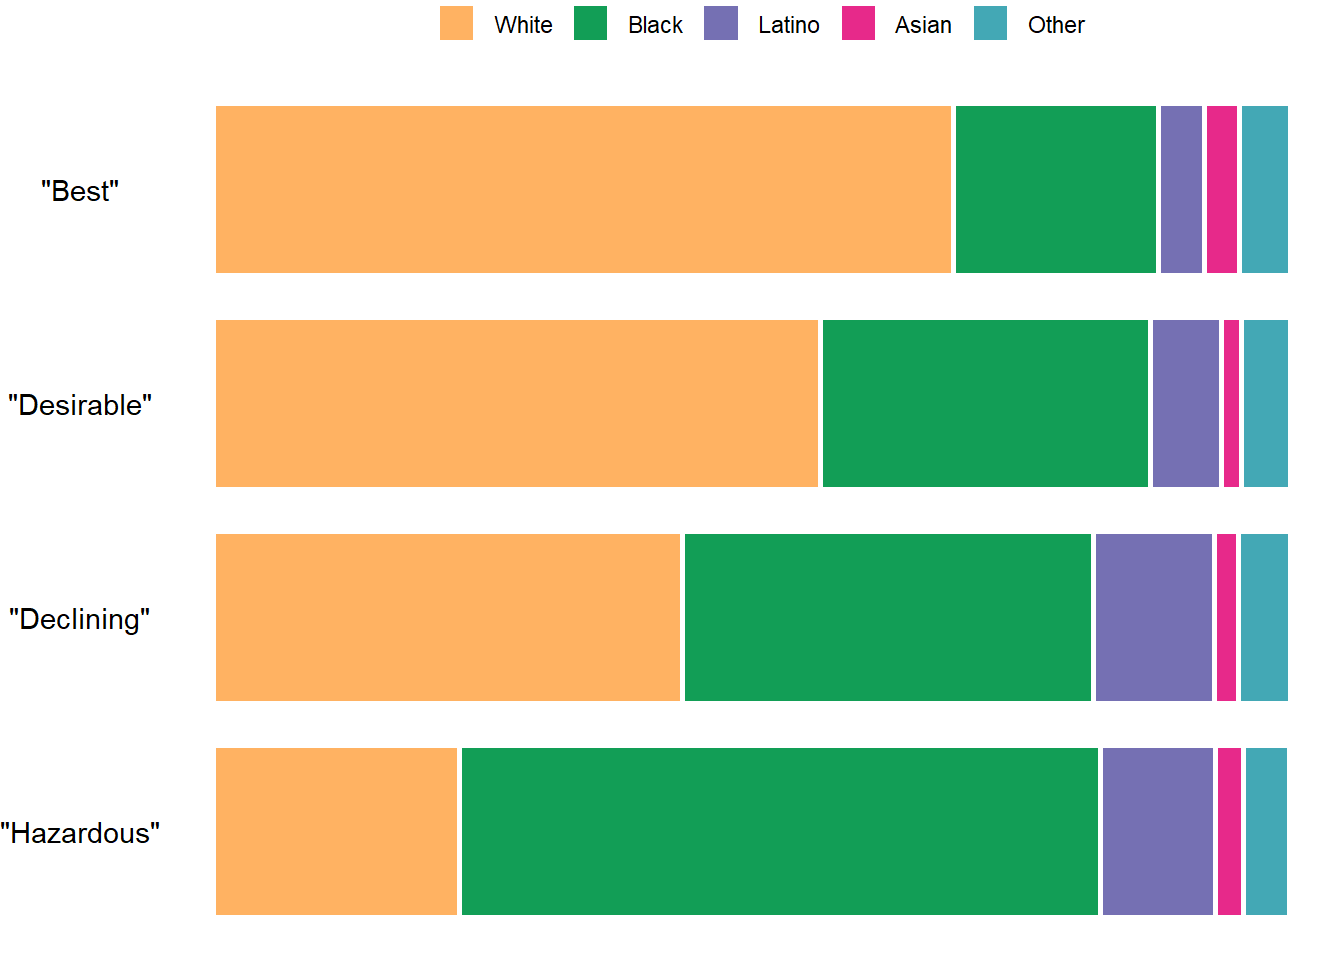 White Black Latino Asian Other
"Best"
"Desirable"
"Declining"
"Hazardous"